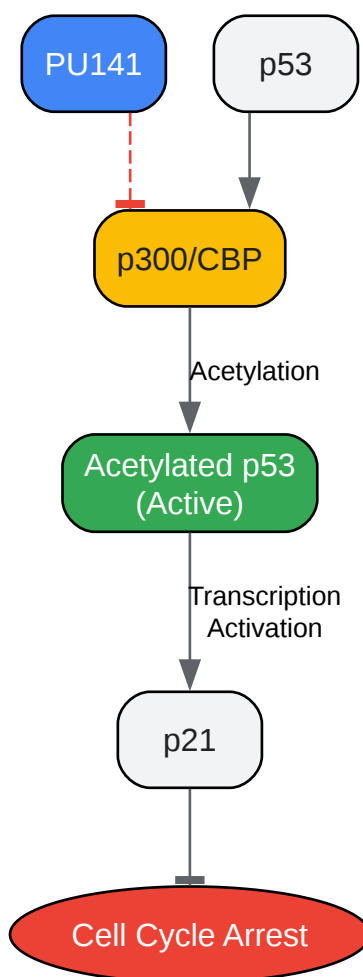 PU141
p53
p300/CBP
Acetylation
Acetylated p53
(Active)
Transcription
Activation
p21
Cell Cycle Arrest